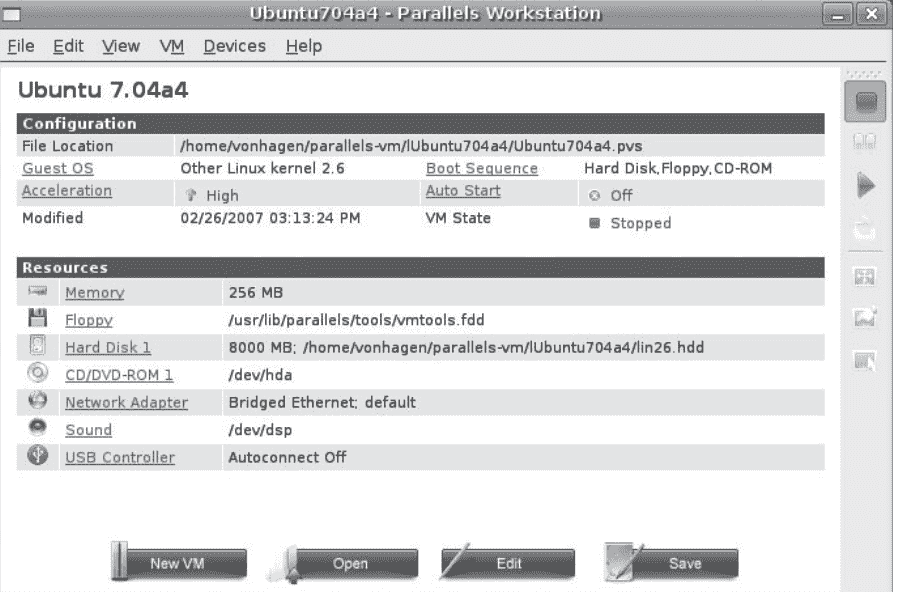 Ubuntu704a4 - Parallels Workstation
File Edit View VM Devices Help
Ubuntu 7.04a4
Configuration
File Location /home/vonhagen/parallels-vm/lUbuntu704a4/Ubuntu704a4.pvs
Guest OS Other Linux kernel 2.6 Boot Sequence Hard Disk,Floppy,CD-ROM
Acceleration High Auto Start Off
Modified 02/26/2007 03:13:24 PM VM State Stopped
Resources
Memory 256 MB
Floppy /usr/lib/parallels/tools/vmtools.fdd
Hard Disk 1 8000 MB; /home/vonhagen/parallels-vm/lUbuntu704a4/lin26.hdd
CD/DVD-ROM 1 /dev/hda
Network Adapter Bridged Ethernet; default
Sound /dev/dsp
USB Controller Autoconnect Off
New VM Open Edit Save